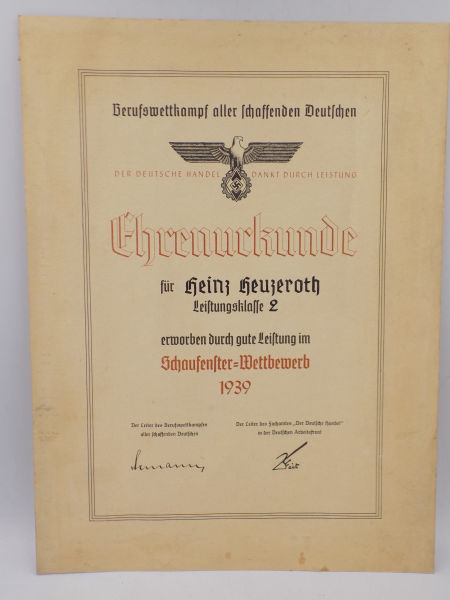 Berufswettkampf aller schaffenden Deutschen
DER DEUTSCHE HANDEL DANKT DURCH LEISTUNG
Ehrenurkunde
für Heinz Heuzeroth
Leistungsklasse 2
erworben durch gute Leistung im
Schaufenster-Wettbewerb
1939
Der Leiter des Berufswettkampfes
aller schaffenden Deutschen
Der Leiter des Fachamtes „Der Deutsche Handel"
in der Deutschen Arbeitsfront